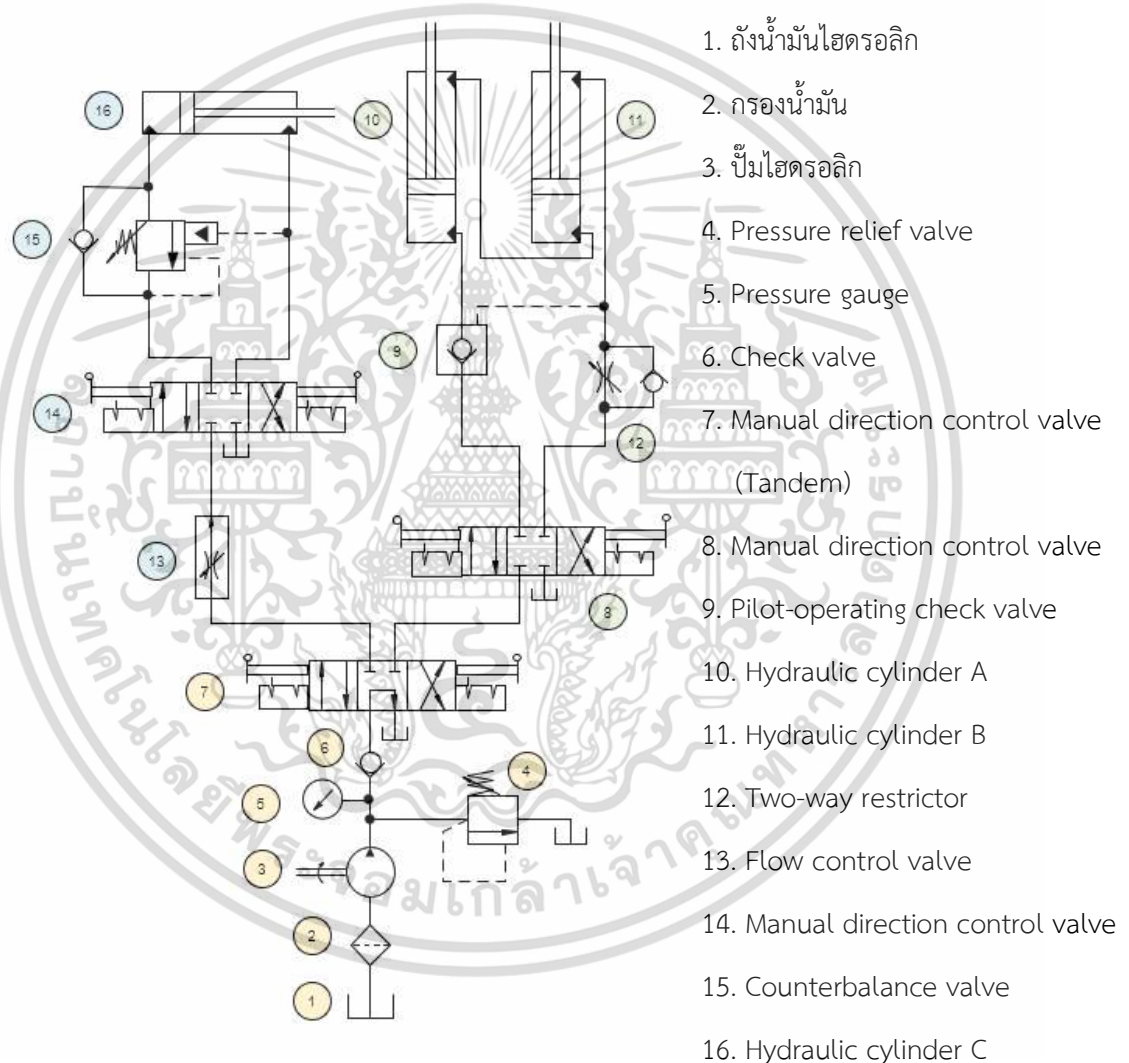 1. ถังน้ำมันไฮดรอลิก
2. กรองน้ำมัน
3. ปั๊มไฮดรอลิก
4. Pressure relief valve
5. Pressure gauge
6. Check valve
7. Manual direction control valve
(Tandem)
8. Manual direction control valve
9. Pilot-operating check valve
10. Hydraulic cylinder A
11. Hydraulic cylinder B
12. Two-way restrictor
13. Flow control valve
14. Manual direction control valve
15. Counterbalance valve
16. Hydraulic cylinder C
16
10
11
15
9
14
12
13
8
7
6
4
5
3
2
1